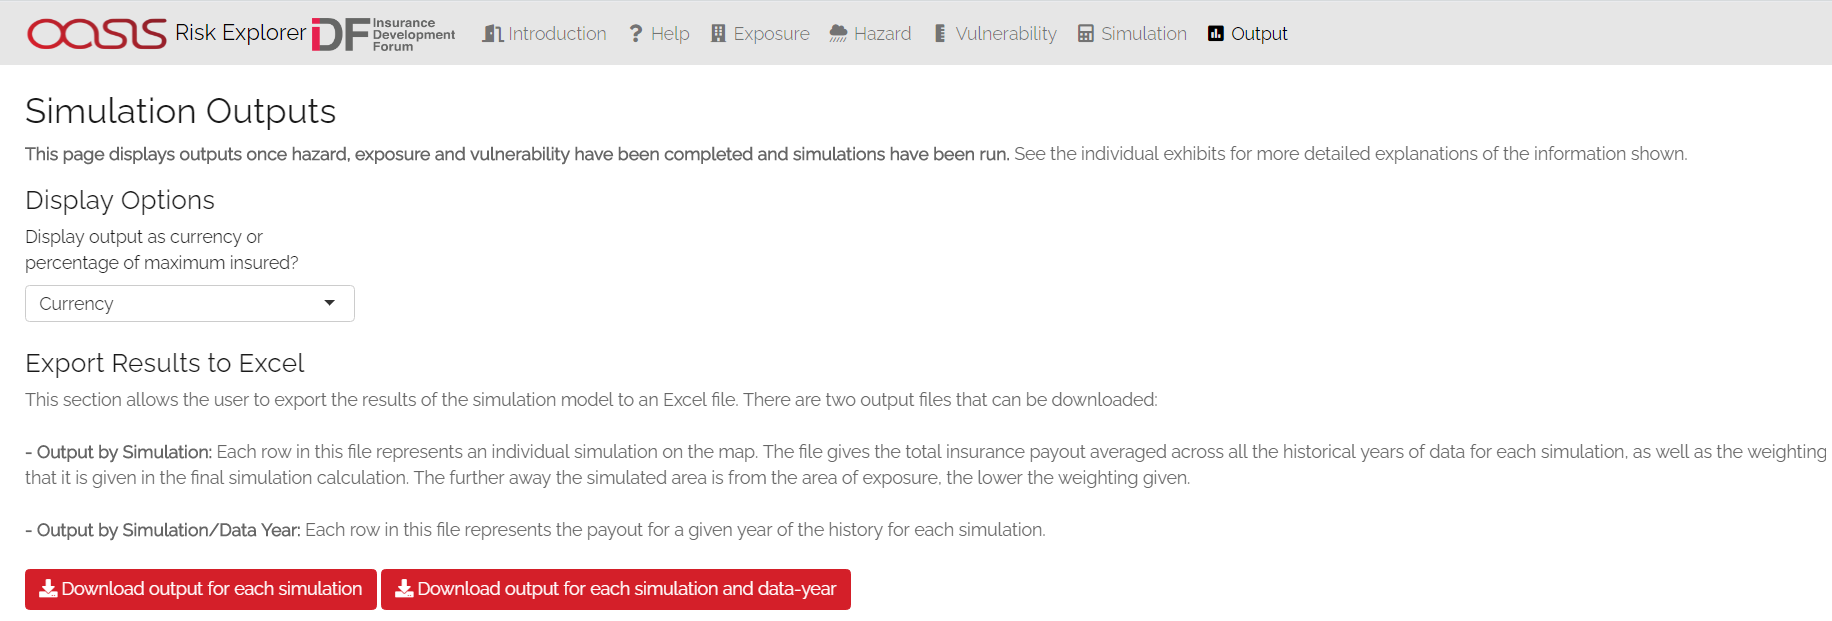 OASIS Risk Explorer IDF Insurance Development Forum Introduction ? Help Exposure Hazard Vulnerability Simulation Output
Simulation Outputs
This page displays outputs once hazard, exposure and vulnerability have been completed and simulations have been run. See the individual exhibits for more detailed explanations of the information shown.
Display Options
Display output as currency or
percentage of maximum insured?
Currency
Export Results to Excel
This section allows the user to export the results of the simulation model to an Excel file. There are two output files that can be downloaded:
- Output by Simulation: Each row in this file represents an individual simulation on the map. The file gives the total insurance payout averaged across all the historical years of data for each simulation, as well as the weighting
that it is given in the final simulation calculation. The further away the simulated area is from the area of exposure, the lower the weighting given.
- Output by Simulation/Data Year: Each row in this file represents the payout for a given year of the history for each simulation.
Download output for each simulation Download output for each simulation and data-year